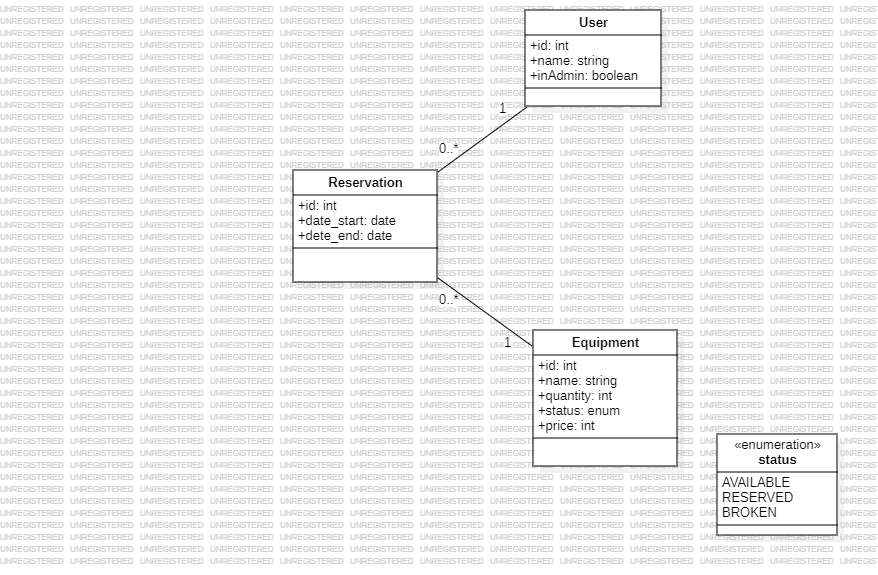 User
+id: int
+name: string
+inAdmin: boolean
1
0..*
Reservation
+id: int
+date_start: date
+dete_end: date
0..*
1
Equipment
+id: int
+name: string
+quantity: int
+status: enum
+price: int
«enumeration»
status
AVAILABLE
RESERVED
BROKEN
UNREGISTERED